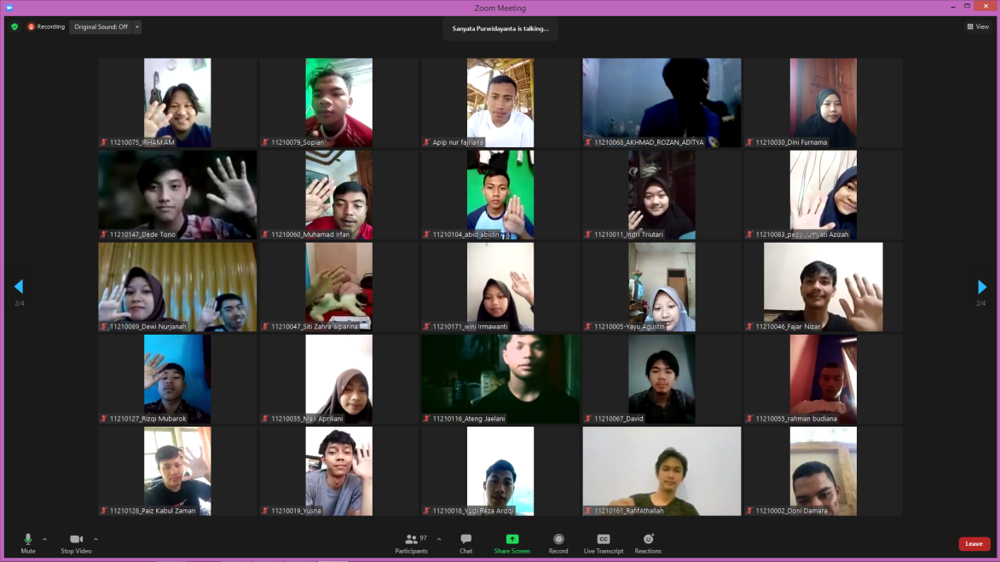 Zoom Meeting
Recording
Original Sound: Off
Sanyata Purwidayanta is talking...
View
11210075_IRHAM.AM
11210079_Sopian
Apip nur fajriana
11210068_AKHMAD_ROZAN_ADITYA
11210030_Dini Furnama
11210147_Dede Tono
11210060_Muhamad Irfan
11210104_abid abidin
11210011_Indri Triutari
11210083_pepy Jumyati Azizah
11210089_Dewi Nurjanah
11210047_Siti Zahra alparina
11210171_wini Irmawanti
11210005-Yayu Agustin
11210046_Fajar Nizar
2/4
2/4
11210127_Rizqi Mubarok
11210035_Meli Apriliani
11210116_Ateng Jaelani
11210067_David
11210055_rahman budiana
11210128_Paiz Kabul Zaman
11210019_Yusna
11210018_Yudi Reza Arizqi
11210161_RafifAthallah
11210002_Doni Damara
Mute
Stop Video
97
Participants
Chat
Share Screen
Record
CC
Live Transcript
Reactions
Leave